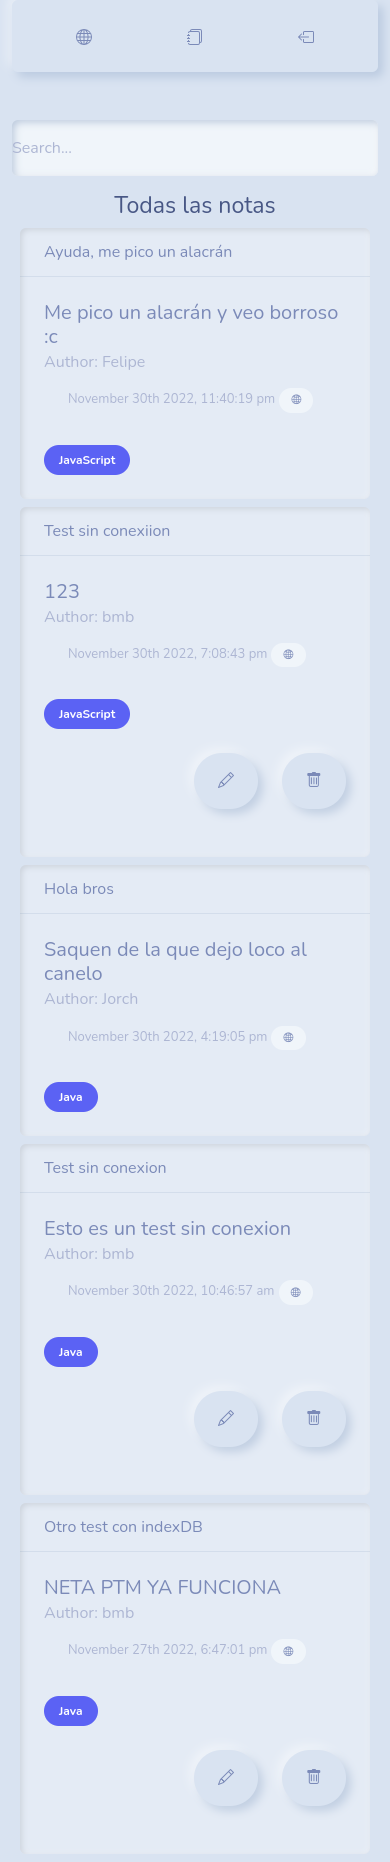 Search...
Todas las notas
Ayuda, me pico un alacrán
Me pico un alacrán y veo borroso
:c
Author: Felipe
November 30th 2022, 11:40:19 pm
JavaScript
Test sin conexiion
123
Author: bmb
November 30th 2022, 7:08:43 pm
JavaScript
Hola bros
Saquen de la que dejo loco al
canelo
Author: Jorch
November 30th 2022, 4:19:05 pm
Java
Test sin conexion
Esto es un test sin conexion
Author: bmb
November 30th 2022, 10:46:57 am
Java
Otro test con indexDB
NETA PTM YA FUNCIONA
Author: bmb
November 27th 2022, 6:47:01 pm
Java